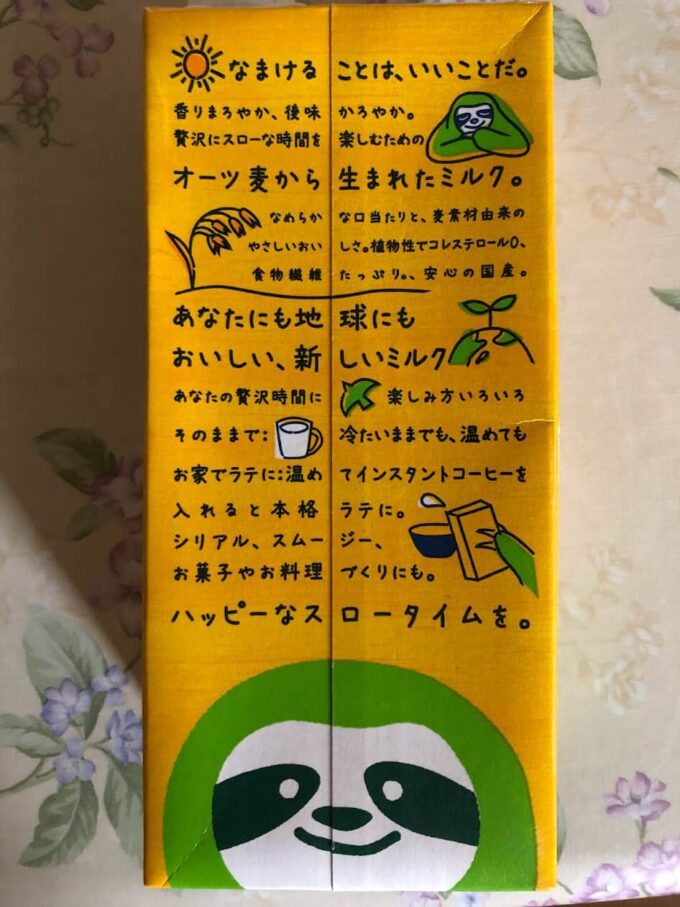 なまけることは、いいことだ。
香りまろやか、後味かろやか。
贅沢にスローな時間を楽しむための
オーツ麦から生まれたミルク。
なめらかな口当たりと、麦素材由来の
やさしいおいしさ。植物性でコレステロール0、
食物繊維たっぷり。、安心の国産。
あなたにも地球にも
おいしい、新しいミルク
あなたの贅沢時間に 楽しみ方いろいろ
そのままで：冷たいままでも、温めても
お家でラテに：温めてインスタントコーヒーを
入れると本格ラテに。
シリアル、スムージー、
お菓子やお料理づくりにも。
ハッピーなスロータイムを。